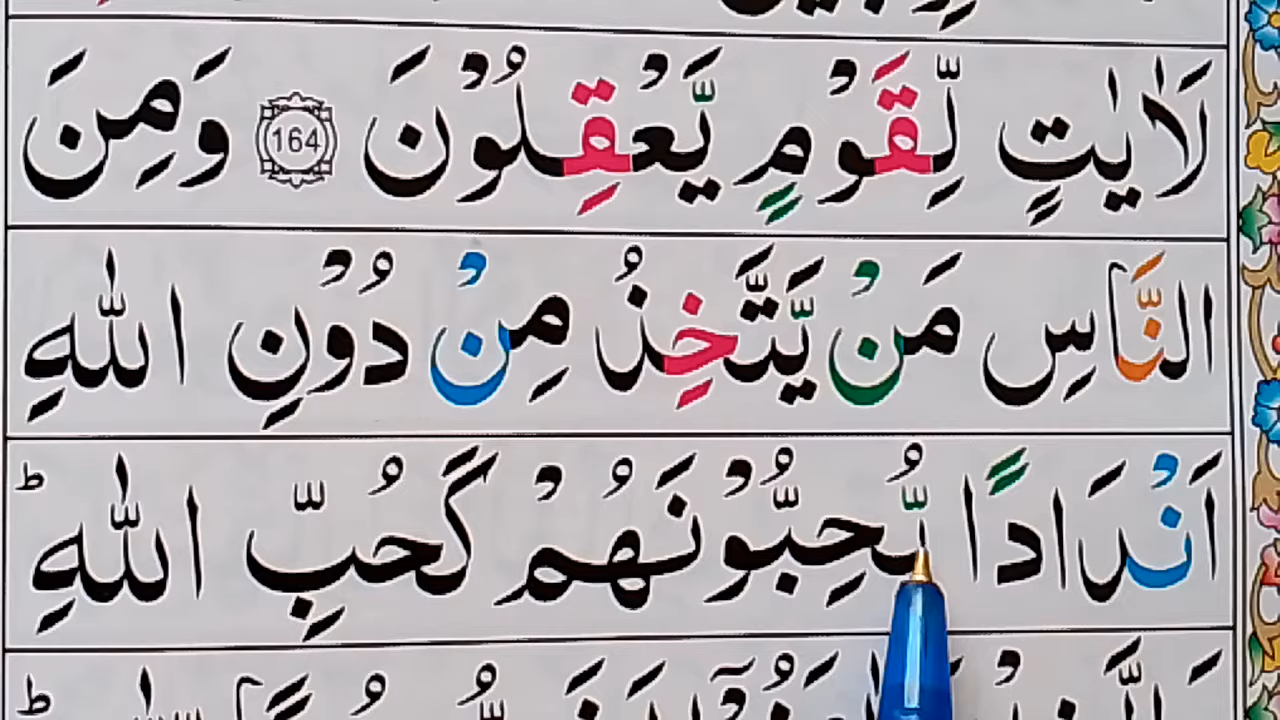 لَاٰيٰتٍ لِّقَوْمٍ يَّعْقِلُوْنَ 164 وَمِنَ
النَّاسِ مَنْ يَّتَّخِذُ مِنْ دُوْنِ اللّٰهِ
اَنْدَادًا يُّحِبُّوْنَهُمْ كَحُبِّ اللّٰهِ ؕ